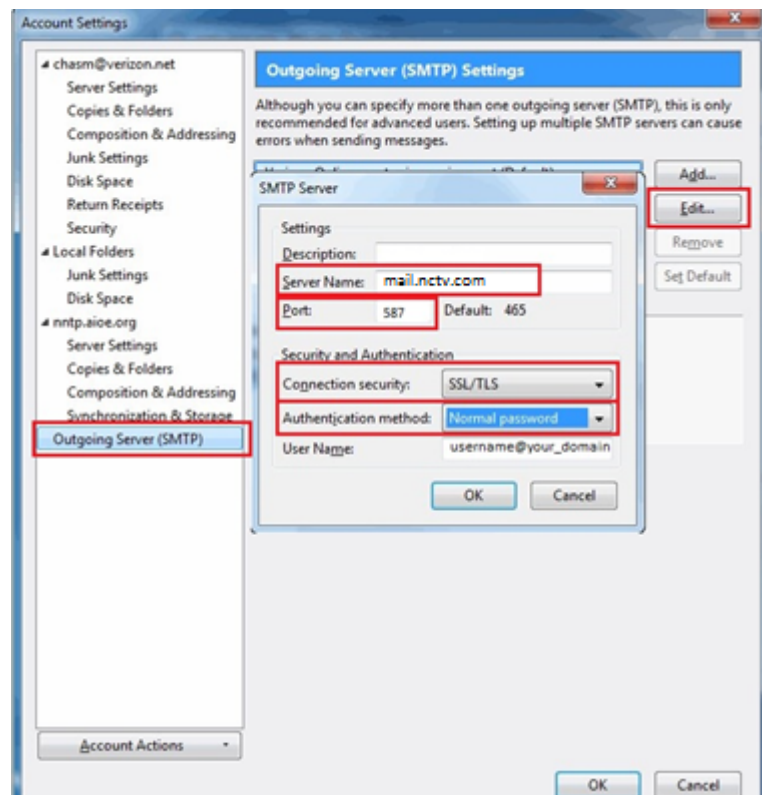 Account Settings
chasm@verizon.net
Server Settings
Copies & Folders
Composition & Addressing
Junk Settings
Disk Space
Return Receipts
Security
Local Folders
Junk Settings
Disk Space
nntp.aioe.org
Server Settings
Copies & Folders
Composition & Addressing
Synchronization & Storage
Outgoing Server (SMTP)
Account Actions
Outgoing Server (SMTP) Settings
Although you can specify more than one outgoing server (SMTP), this is only
recommended for advanced users. Setting up multiple SMTP servers can cause
errors when sending messages.
Add...
Edit...
Remove
Set Default
SMTP Server
Settings
Description:
Server Name: mail.nctv.com
Port: 587 Default: 465
Security and Authentication
Connection security: SSL/TLS
Authentication method: Normal password
User Name: username@your_domain
OK Cancel
OK Cancel